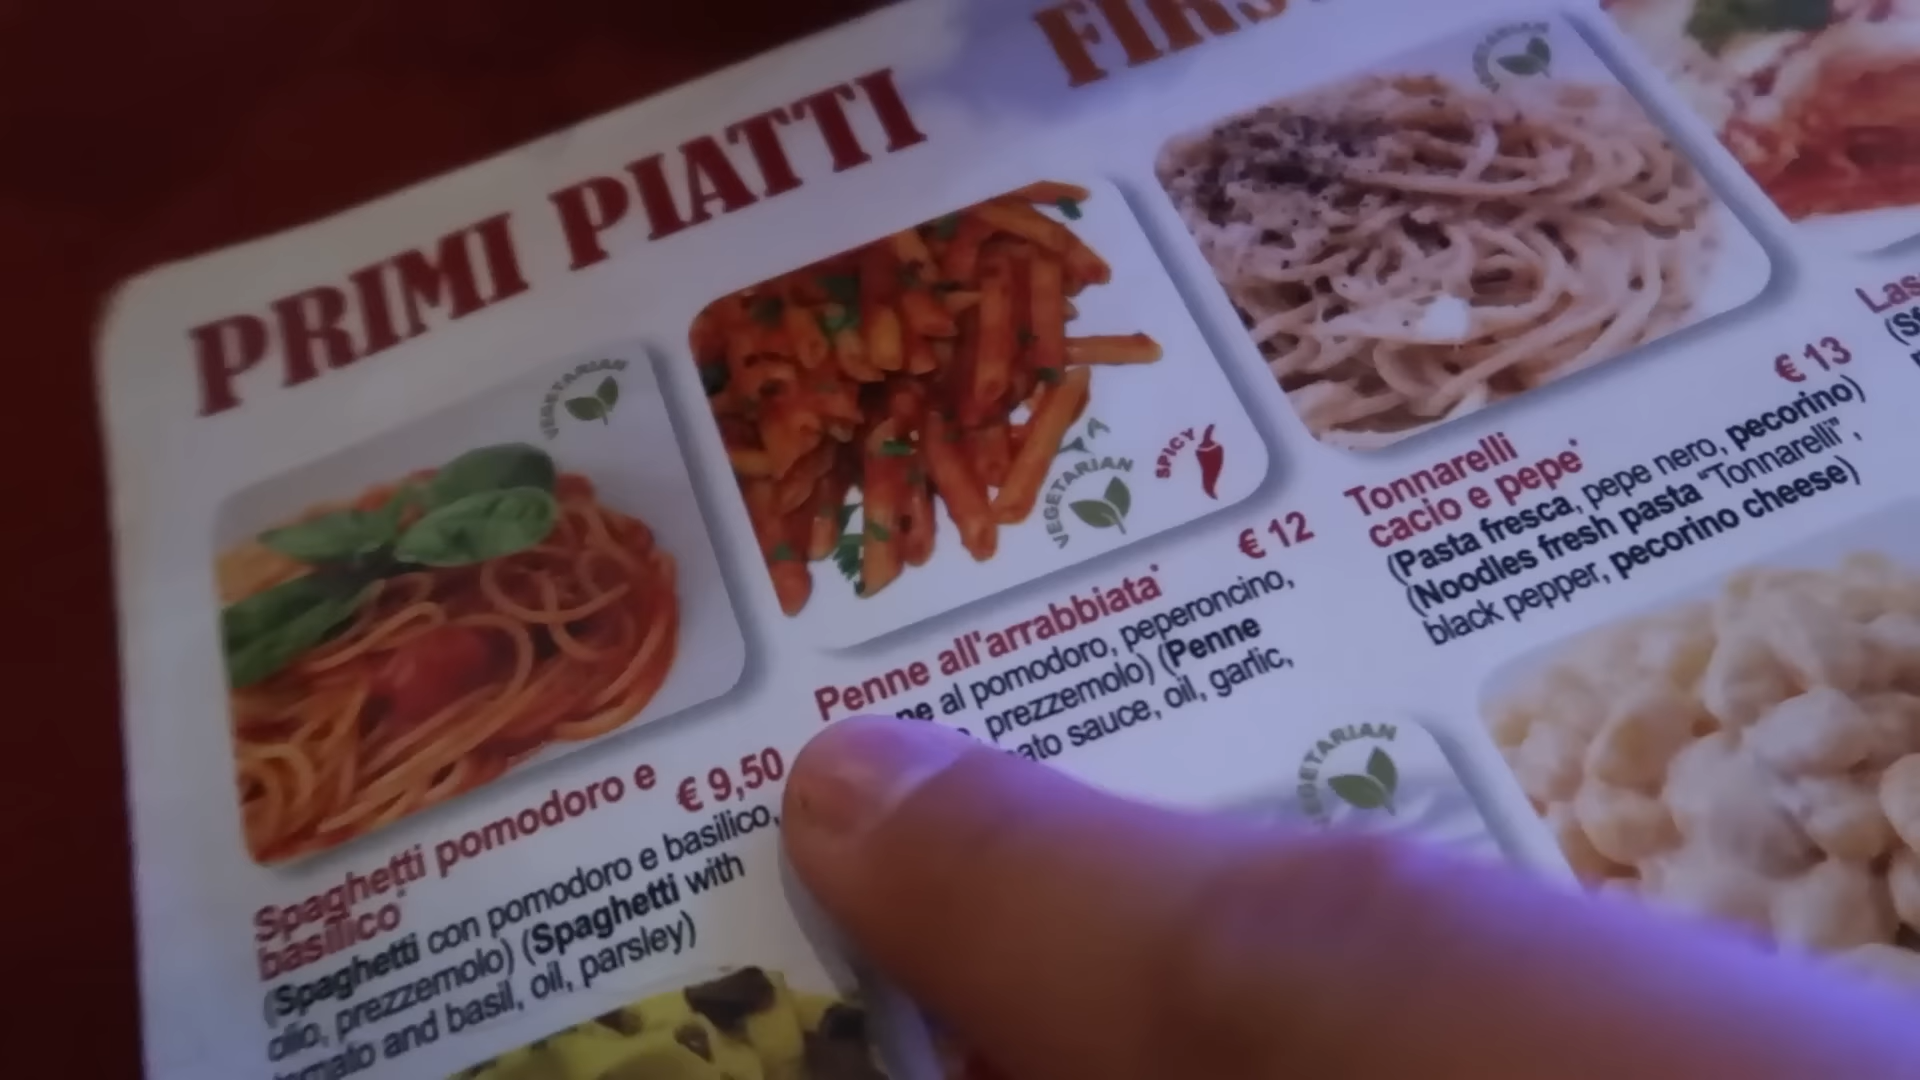 PRIMI PIATTI
VEGETARIAN
€ 9,50
Spaghetti pomodoro e
basilico*
(Spaghetti con pomodoro e basilico,
olio, prezzemolo) (Spaghetti with
tomato and basil, oil, parsley)
VEGETARIAN
SPICY
€ 12
Penne all'arrabbiata*
al pomodoro, peperoncino,
prezzemolo) (Penne
sauce, oil, garlic,
VEGETARIAN
€ 13
Tonnarelli
cacio e pepe*
(Pasta fresca, pepe nero, pecorino)
(Noodles fresh pasta "Tonnarelli",
black pepper, pecorino cheese)
VEGETARIAN